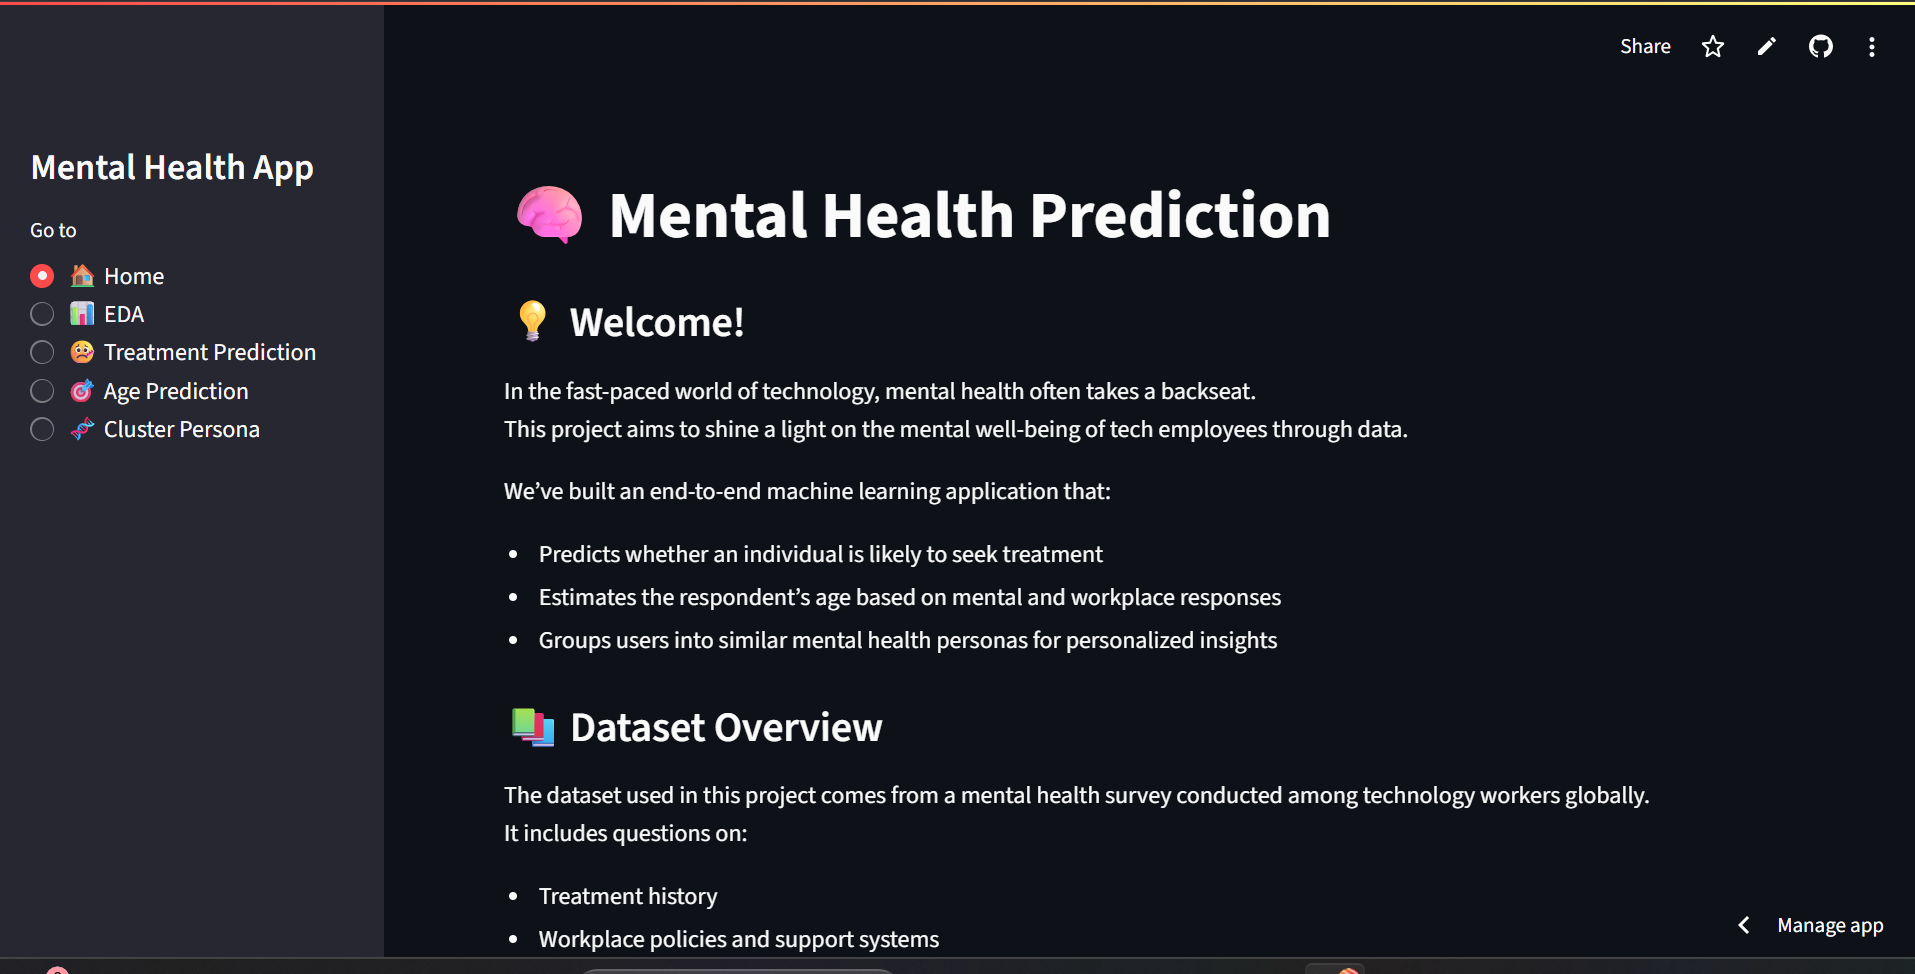 Share
Mental Health App
Go to
Home
EDA
Treatment Prediction
Age Prediction
Cluster Persona
Mental Health Prediction
Welcome!
In the fast-paced world of technology, mental health often takes a backseat.
This project aims to shine a light on the mental well-being of tech employees through data.
We’ve built an end-to-end machine learning application that:
• Predicts whether an individual is likely to seek treatment
• Estimates the respondent’s age based on mental and workplace responses
• Groups users into similar mental health personas for personalized insights
Dataset Overview
The dataset used in this project comes from a mental health survey conducted among technology workers globally.
It includes questions on:
• Treatment history
• Workplace policies and support systems
Manage app